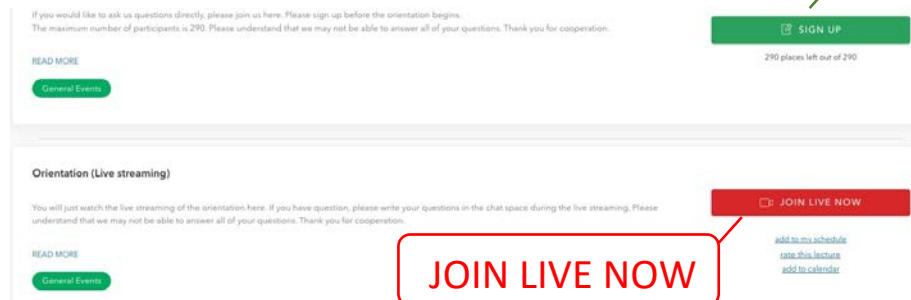 If you would like to ask us questions directly, please join us here. Please sign up before the orientation begins.
The maximum number of participants is 290. Please understand that we may not be able to answer all of your questions. Thank you for cooperation.
SIGN UP
290 places left out of 290
READ MORE
General Events
Orientation (Live streaming)
You will just watch the live streaming of the orientation here. If you have question, please write your questions in the chat space during the live streaming. Please
understand that we may not be able to answer all of your questions. Thank you for cooperation.
JOIN LIVE NOW
add to my schedule
rate this lecture
add to calendar
READ MORE
General Events
JOIN LIVE NOW